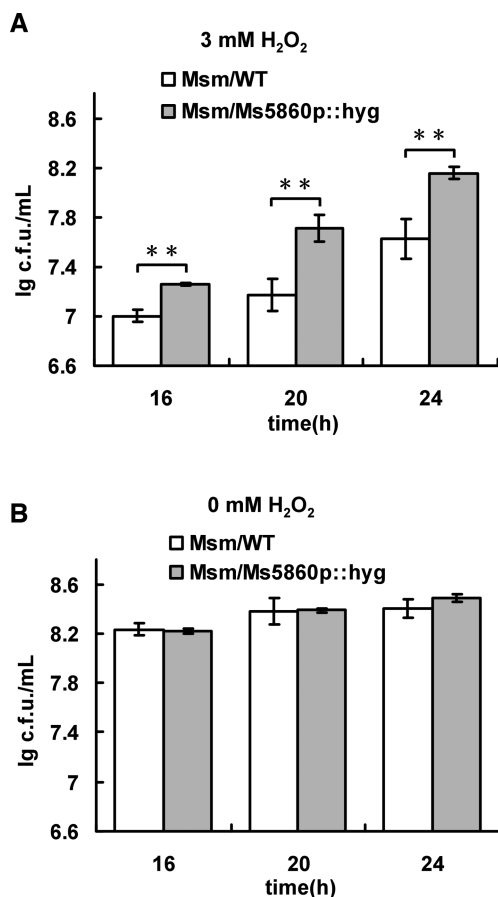 A
3 mM H₂O₂
Msm/WT
Msm/Ms5860p::hyg
lg c.f.u./mL
8.6
8.2
7.8
7.4
7
6.6
**
**
**
16 20 24
time(h)
B
0 mM H₂O₂
Msm/WT
Msm/Ms5860p::hyg
lg c.f.u./mL
8.6
8.2
7.8
7.4
7
6.6
16 20 24
time(h)